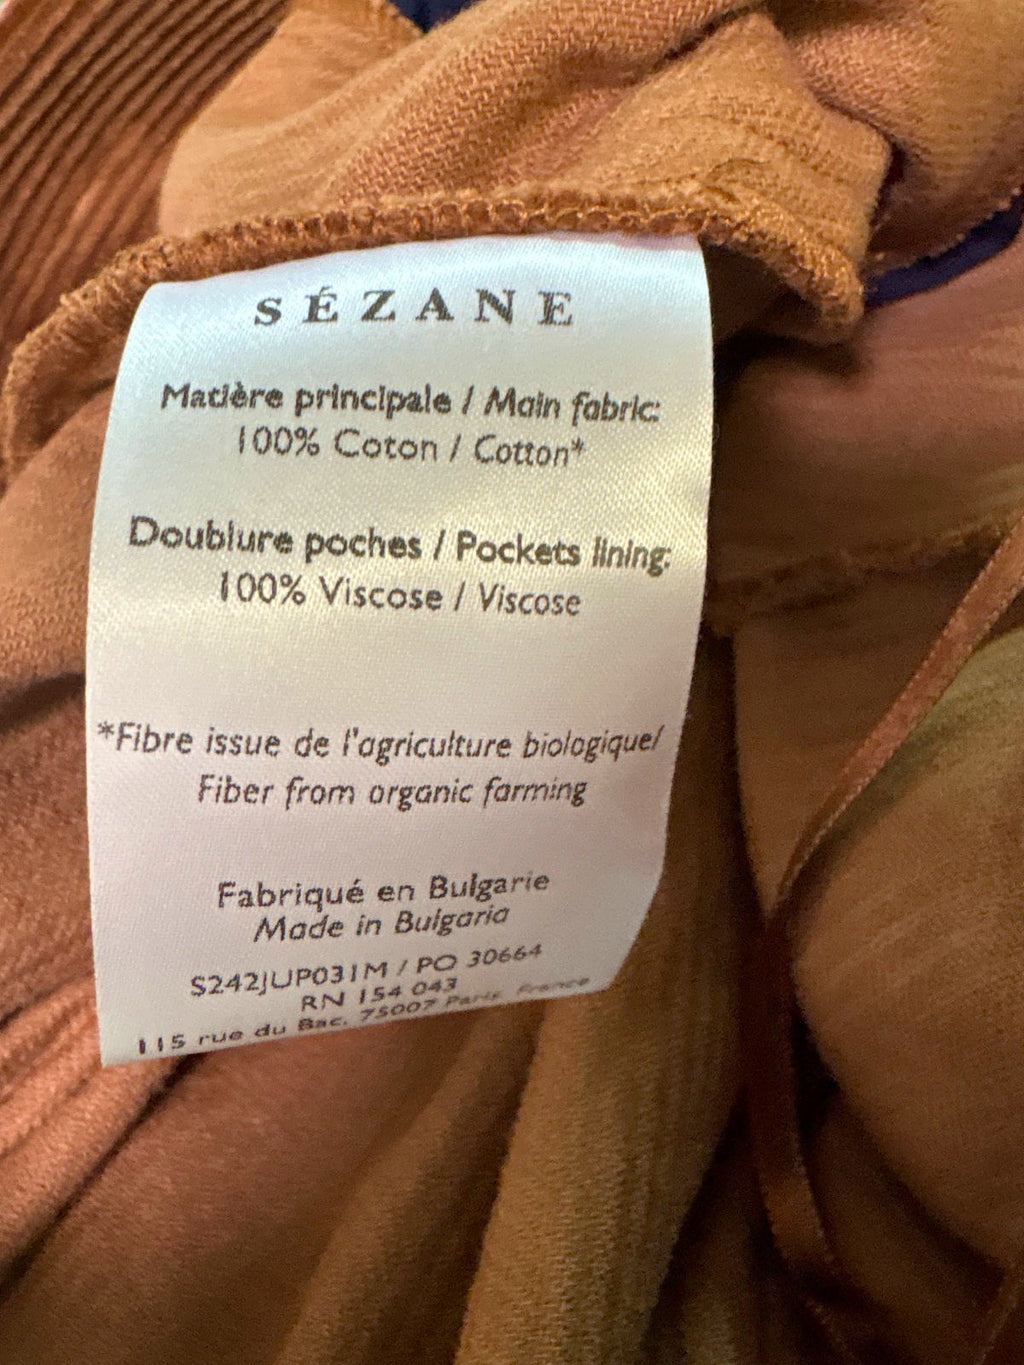 SÉZANE
Matière principale / Main fabric:
100% Coton / Cotton*
Doublure poches / Pockets lining:
100% Viscose / Viscose
*Fibre issue de l'agriculture biologique/
Fiber from organic farming
Fabriqué en Bulgarie
Made in Bulgaria
S242JUP031M / PO 30664
RN 154 043
115 rue du Bac, 75007 Paris France